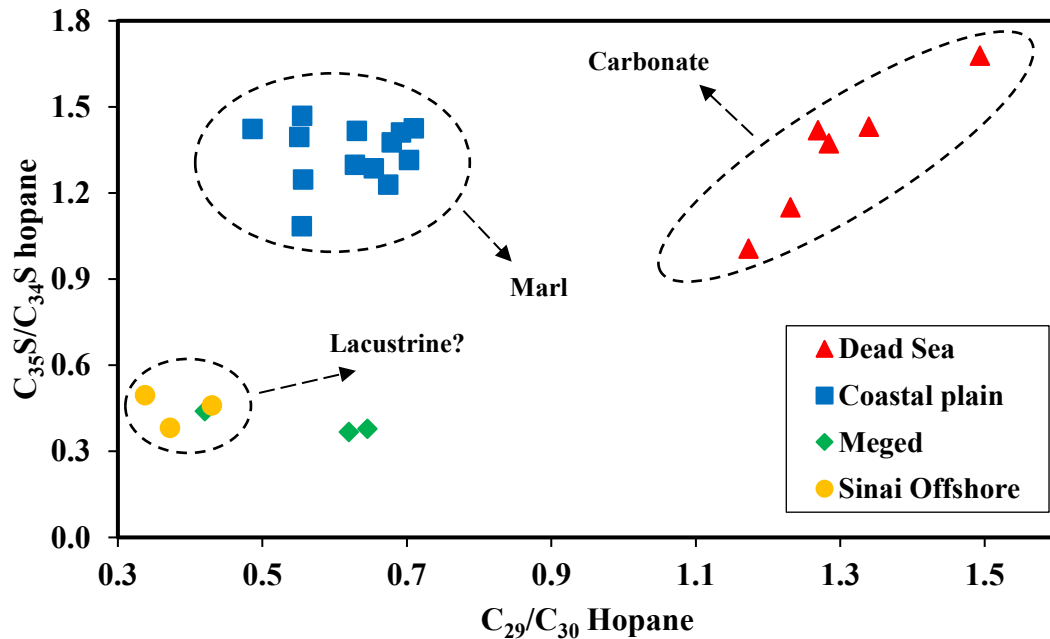 C₃₅S/C₃₄S hopane
1.8
1.5
1.2
0.9
0.6
0.3
0.0
Carbonate
Marl
Lacustrine?
Dead Sea
Coastal plain
Meged
Sinai Offshore
0.3 0.5 0.7 0.9 1.1 1.3 1.5
C₂₉/C₃₀ Hopane